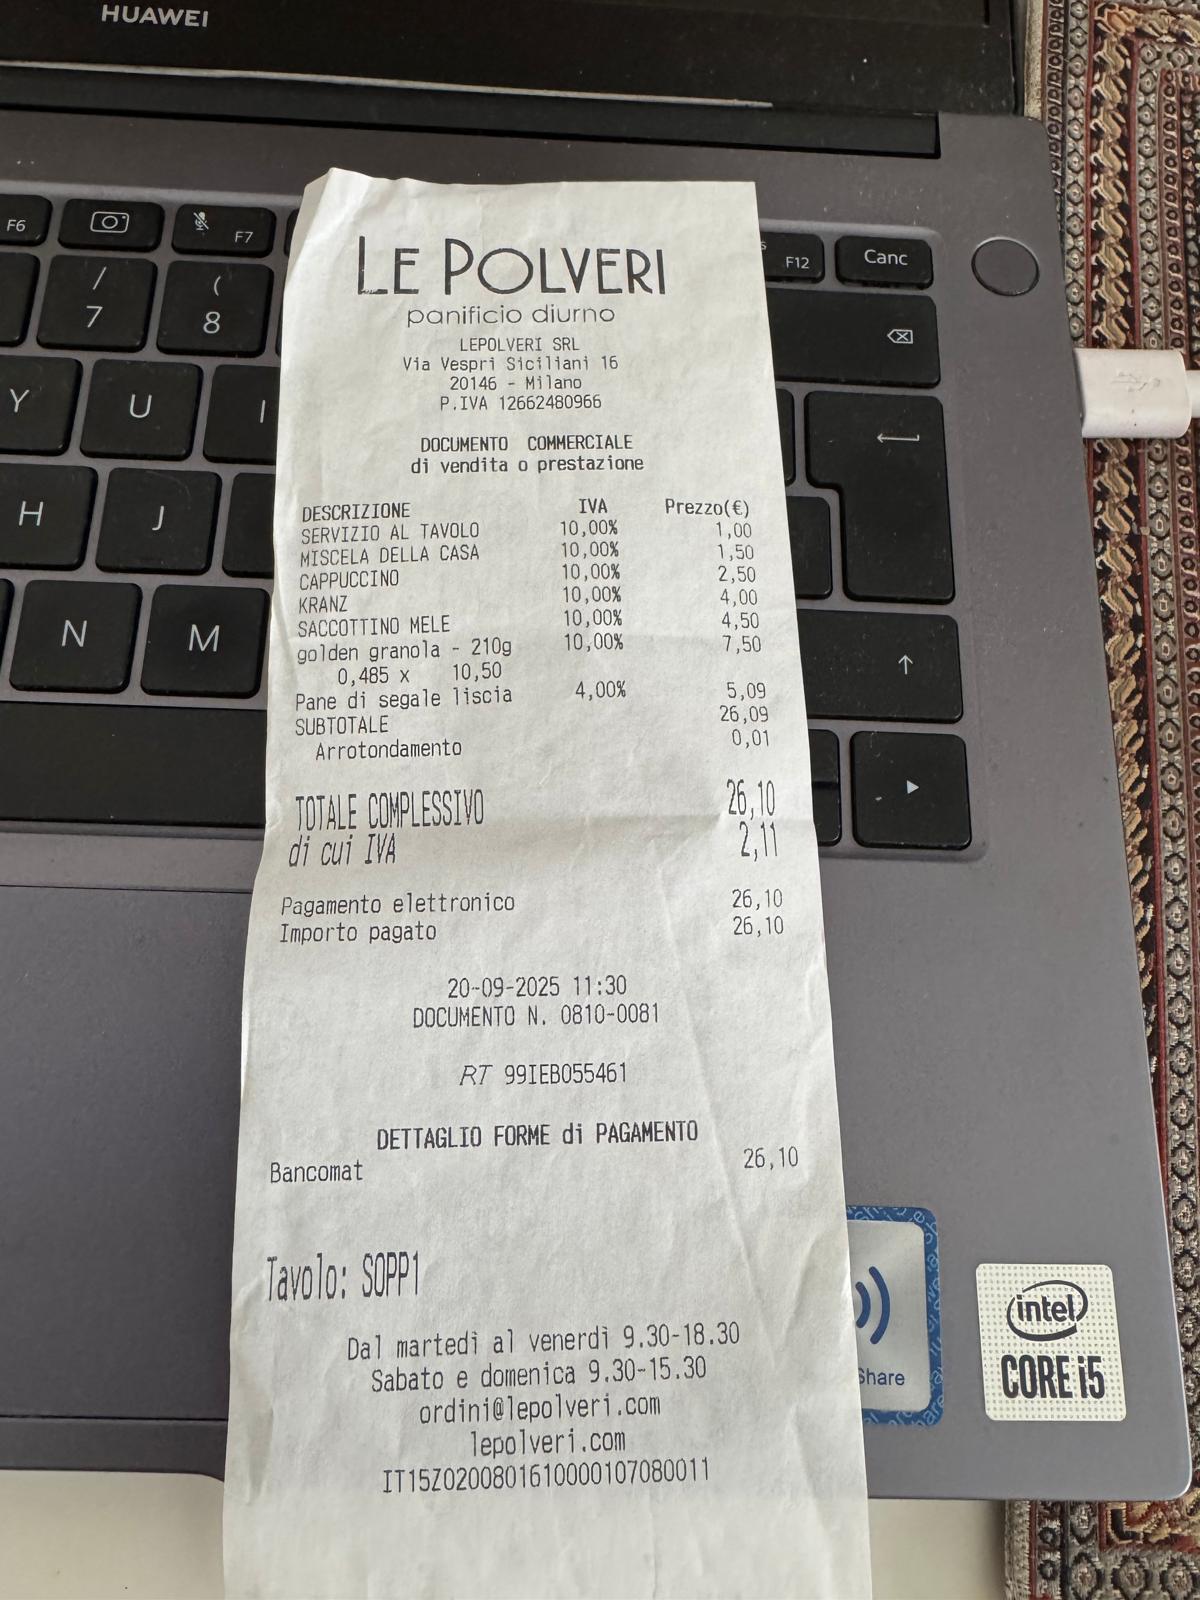 HUAWEI
F6
F7
F12
Canc
/
7
(
8
Y
U
I
H
J
N
M
LE POLVERI
panificio diurno
LEPOLVERI SRL
Via Vespri Siciliani 16
20146 - Milano
P.IVA 12662480966
DOCUMENTO COMMERCIALE
di vendita o prestazione
DESCRIZIONE IVA Prezzo(€)
SERVIZIO AL TAVOLO 10,00% 1,00
MISCELA DELLA CASA 10,00% 1,50
CAPPUCCINO 10,00% 2,50
KRANZ 10,00% 4,00
SACCOTTINO MELE 10,00% 4,50
golden granola - 210g 10,00% 7,50
0,485 x 10,50
Pane di segale liscia 4,00% 5,09
SUBTOTALE 26,09
Arrotondamento 0,01
TOTALE COMPLESSIVO 26,10
di cui IVA 2,11
Pagamento elettronico 26,10
Importo pagato 26,10
20-09-2025 11:30
DOCUMENTO N. 0810-0081
RT 99IEB055461
DETTAGLIO FORME di PAGAMENTO
Bancomat 26,10
Tavolo: SOPP1
Dal martedì al venerdì 9.30-18.30
Sabato e domenica 9.30-15.30
ordini@lepolveri.com
lepolveri.com
IT15Z0200801610000107080011
Share
intel
CORE i5